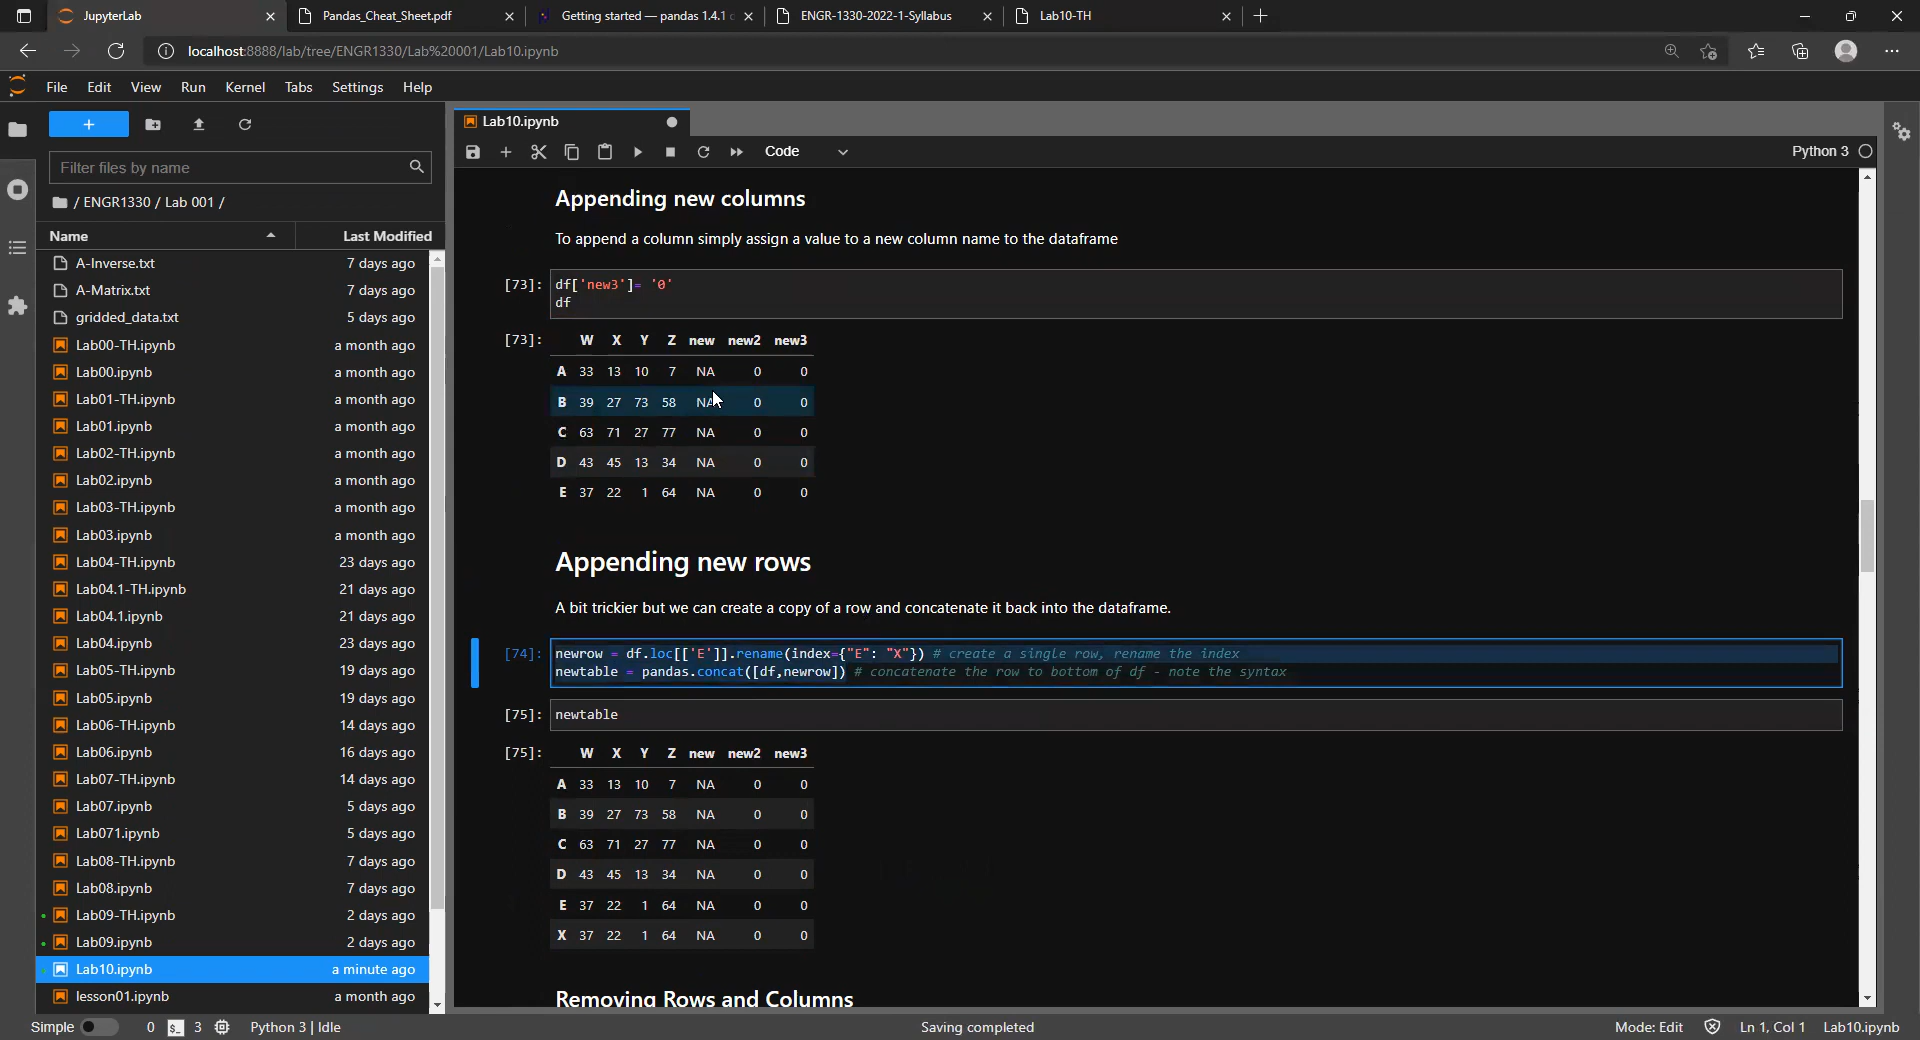 JupyterLab
Pandas_Cheat_Sheet.pdf
Getting started — pandas 1.4.1
ENGR-1330-2022-1-Syllabus
Lab10-TH
localhost:8888/lab/tree/ENGR1330/Lab%20001/Lab10.ipynb
File Edit View Run Kernel Tabs Settings Help
+
Filter files by name
/ ENGR1330 / Lab 001 /
Name Last Modified
A-Inverse.txt 7 days ago
A-Matrix.txt 7 days ago
gridded_data.txt 5 days ago
Lab00-TH.ipynb a month ago
Lab00.ipynb a month ago
Lab01-TH.ipynb a month ago
Lab01.ipynb a month ago
Lab02-TH.ipynb a month ago
Lab02.ipynb a month ago
Lab03-TH.ipynb a month ago
Lab03.ipynb a month ago
Lab04-TH.ipynb 23 days ago
Lab04.1-TH.ipynb 21 days ago
Lab04.1.ipynb 21 days ago
Lab04.ipynb 23 days ago
Lab05-TH.ipynb 19 days ago
Lab05.ipynb 19 days ago
Lab06-TH.ipynb 14 days ago
Lab06.ipynb 16 days ago
Lab07-TH.ipynb 14 days ago
Lab07.ipynb 5 days ago
Lab071.ipynb 5 days ago
Lab08-TH.ipynb 7 days ago
Lab08.ipynb 7 days ago
Lab09-TH.ipynb 2 days ago
Lab09.ipynb 2 days ago
Lab10.ipynb a minute ago
lesson01.ipynb a month ago
Lab10.ipynb
Code
Python 3
Appending new columns
To append a column simply assign a value to a new column name to the dataframe
[73]: df['new3']= '0'
df
[73]: W X Y Z new new2 new3
A 33 13 10 7 NA 0 0
B 39 27 73 58 NA 0 0
C 63 71 27 77 NA 0 0
D 43 45 13 34 NA 0 0
E 37 22 1 64 NA 0 0
Appending new rows
A bit trickier but we can create a copy of a row and concatenate it back into the dataframe.
[74]: newrow = df.loc[['E']].rename(index={"E": "X"}) # create a single row, rename the index
newtable = pandas.concat([df,newrow]) # concatenate the row to bottom of df - note the syntax
[75]: newtable
[75]: W X Y Z new new2 new3
A 33 13 10 7 NA 0 0
B 39 27 73 58 NA 0 0
C 63 71 27 77 NA 0 0
D 43 45 13 34 NA 0 0
E 37 22 1 64 NA 0 0
X 37 22 1 64 NA 0 0
Removing Rows and Columns
Simple 0 3 Python 3 | Idle Saving completed Mode: Edit Ln 1, Col 1 Lab10.ipynb